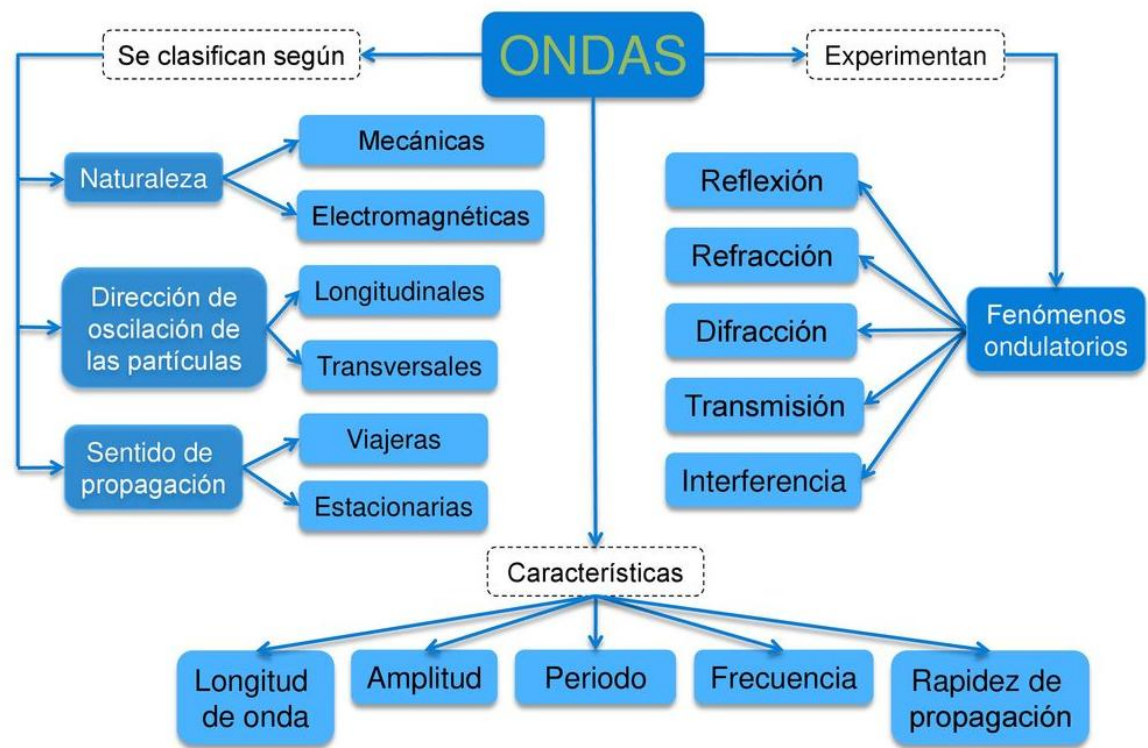 ONDAS
Se clasifican según
Naturaleza
Mecánicas
Electromagnéticas
Dirección de
oscilación de
las partículas
Longitudinales
Transversales
Sentido de
propagación
Viajeras
Estacionarias
Experimentan
Fenómenos
ondulatorios
Reflexión
Refracción
Difracción
Transmisión
Interferencia
Características
Longitud
de onda
Amplitud
Periodo
Frecuencia
Rapidez de
propagación